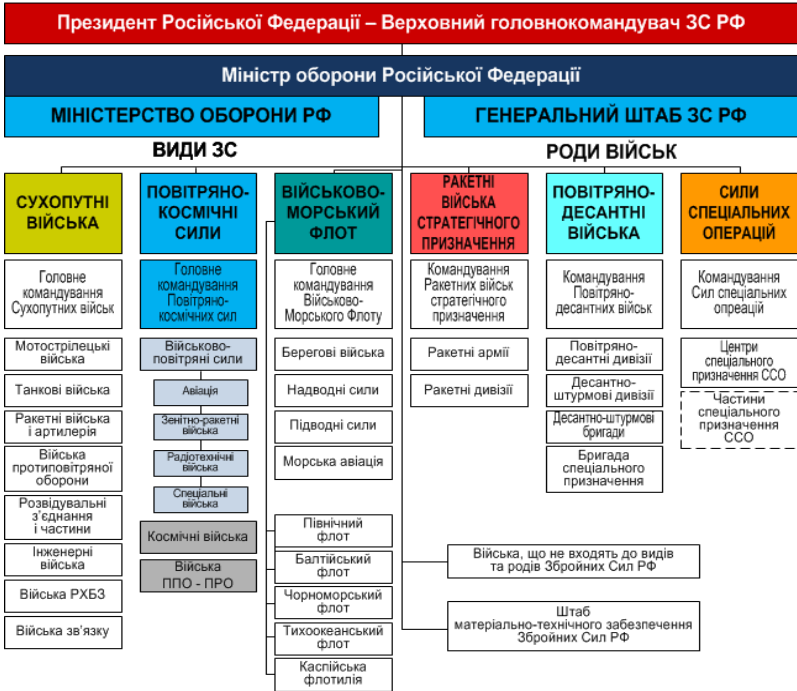 Президент Російської Федерації – Верховний головнокомандувач ЗС РФ
Міністр оборони Російської Федерації
МІНІСТЕРСТВО ОБОРОНИ РФ
ГЕНЕРАЛЬНИЙ ШТАБ ЗС РФ
ВИДИ ЗС
РОДИ ВІЙСЬК
СУХОПУТНІ
ВІЙСЬКА
Головне
командування
Сухопутних військ
Мотострілецькі
війська
Танкові війська
Ракетні війська
і артилерія
Війська
протиповітряної
оборони
Розвідувальні
з’єднання
і частини
Інженерні
війська
Війська РХБЗ
Війська зв’язку
ПОВІТРЯНО-
КОСМІЧНІ
СИЛИ
Головне
командування
Повітряно-
космічних сил
Військово-
повітряні сили
Авіація
Зенітно-ракетні
війська
Радіотехнічні
війська
Спеціальні
війська
Космічні війська
Війська
ППО - ПРО
ВІЙСЬКОВО-
МОРСЬКИЙ
ФЛОТ
Головне
командування
Військово-
Морського Флоту
Берегові війська
Надводні сили
Підводні сили
Морська авіація
Північний
флот
Балтійський
флот
Чорноморський
флот
Тихоокеанський
флот
Каспійська
флотилія
РАКЕТНІ
ВІЙСЬКА
СТРАТЕГІЧНОГО
ПРИЗНАЧЕННЯ
Командування
Ракетних військ
стратегічного
призначення
Ракетні армії
Ракетні дивізії
ПОВІТРЯНО-
ДЕСАНТНІ
ВІЙСЬКА
Командування
Повітряно-
десантних військ
Повітряно-
десантні дивізії
Десантно-
штурмові дивізії
Десантно-штурмові
бригади
Бригада
спеціального
призначення
СИЛИ
СПЕЦІАЛЬНИХ
ОПЕРАЦІЙ
Командування
Сил спеціальних
опреацій
Центри
спеціального
призначення ССО
Частини
спеціального
призначення
ССО
Війська, що не входять до видів
та родів Збройних Сил РФ
Штаб
матеріально-технічного забезпечення
Збройних Сил РФ